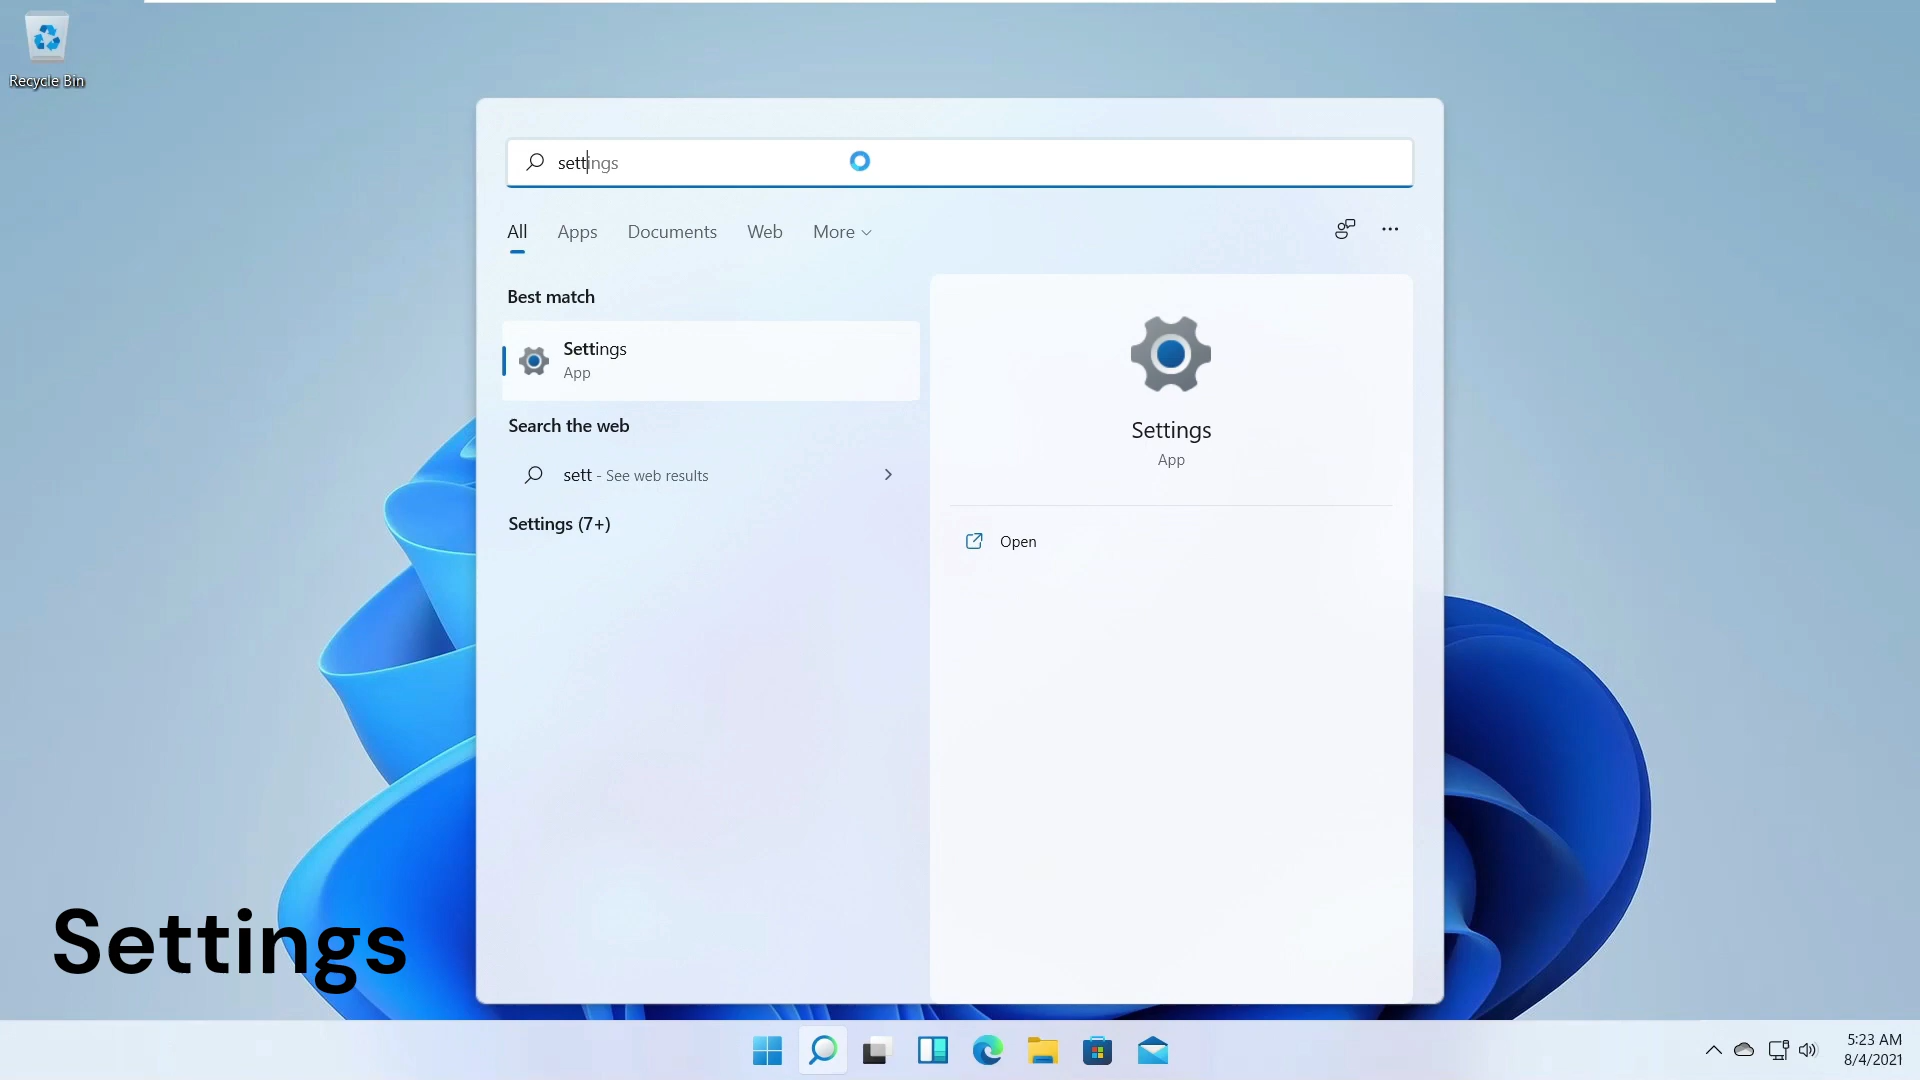 Recycle Bin
settings
All Apps Documents Web More
Best match
Settings
App
Search the web
sett - See web results
Settings (7+)
Settings
App
Open
Settings
5:23 AM
8/4/2021